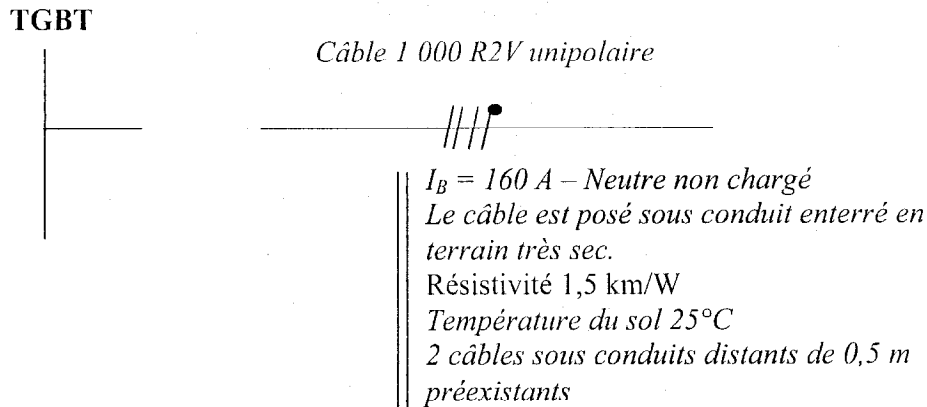 TGBT
Câble 1 000 R2V unipolaire
I_B = 160 A – Neutre non chargé
Le câble est posé sous conduit enterré en
terrain très sec.
Résistivité 1,5 km/W
Température du sol 25°C
2 câbles sous conduits distants de 0,5 m
préexistants